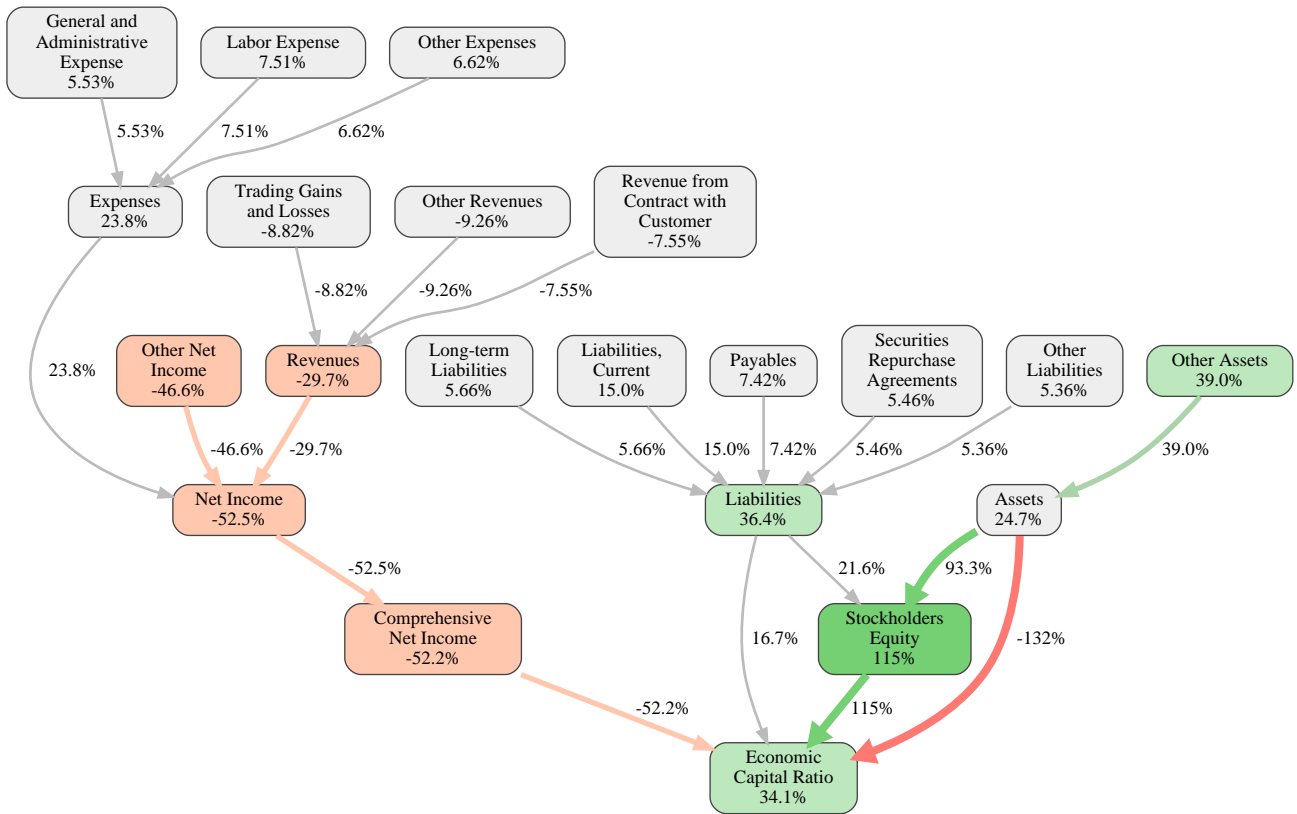 General and
Administrative
Expense
5.53%
Labor Expense
7.51%
Other Expenses
6.62%
5.53%
7.51%
6.62%
Expenses
23.8%
Trading Gains
and Losses
-8.82%
Other Revenues
-9.26%
Revenue from
Contract with
Customer
-7.55%
-8.82%
-9.26%
-7.55%
23.8%
Other Net
Income
-46.6%
Revenues
-29.7%
Long-term
Liabilities
5.66%
Liabilities,
Current
15.0%
Payables
7.42%
Securities
Repurchase
Agreements
5.46%
Other
Liabilities
5.36%
Other Assets
39.0%
-46.6%
-29.7%
5.66%
15.0%
7.42%
5.46%
5.36%
39.0%
Net Income
-52.5%
Liabilities
36.4%
Assets
24.7%
-52.5%
21.6%
93.3%
Comprehensive
Net Income
-52.2%
16.7%
Stockholders
Equity
115%
-132%
-52.2%
115%
Economic
Capital Ratio
34.1%